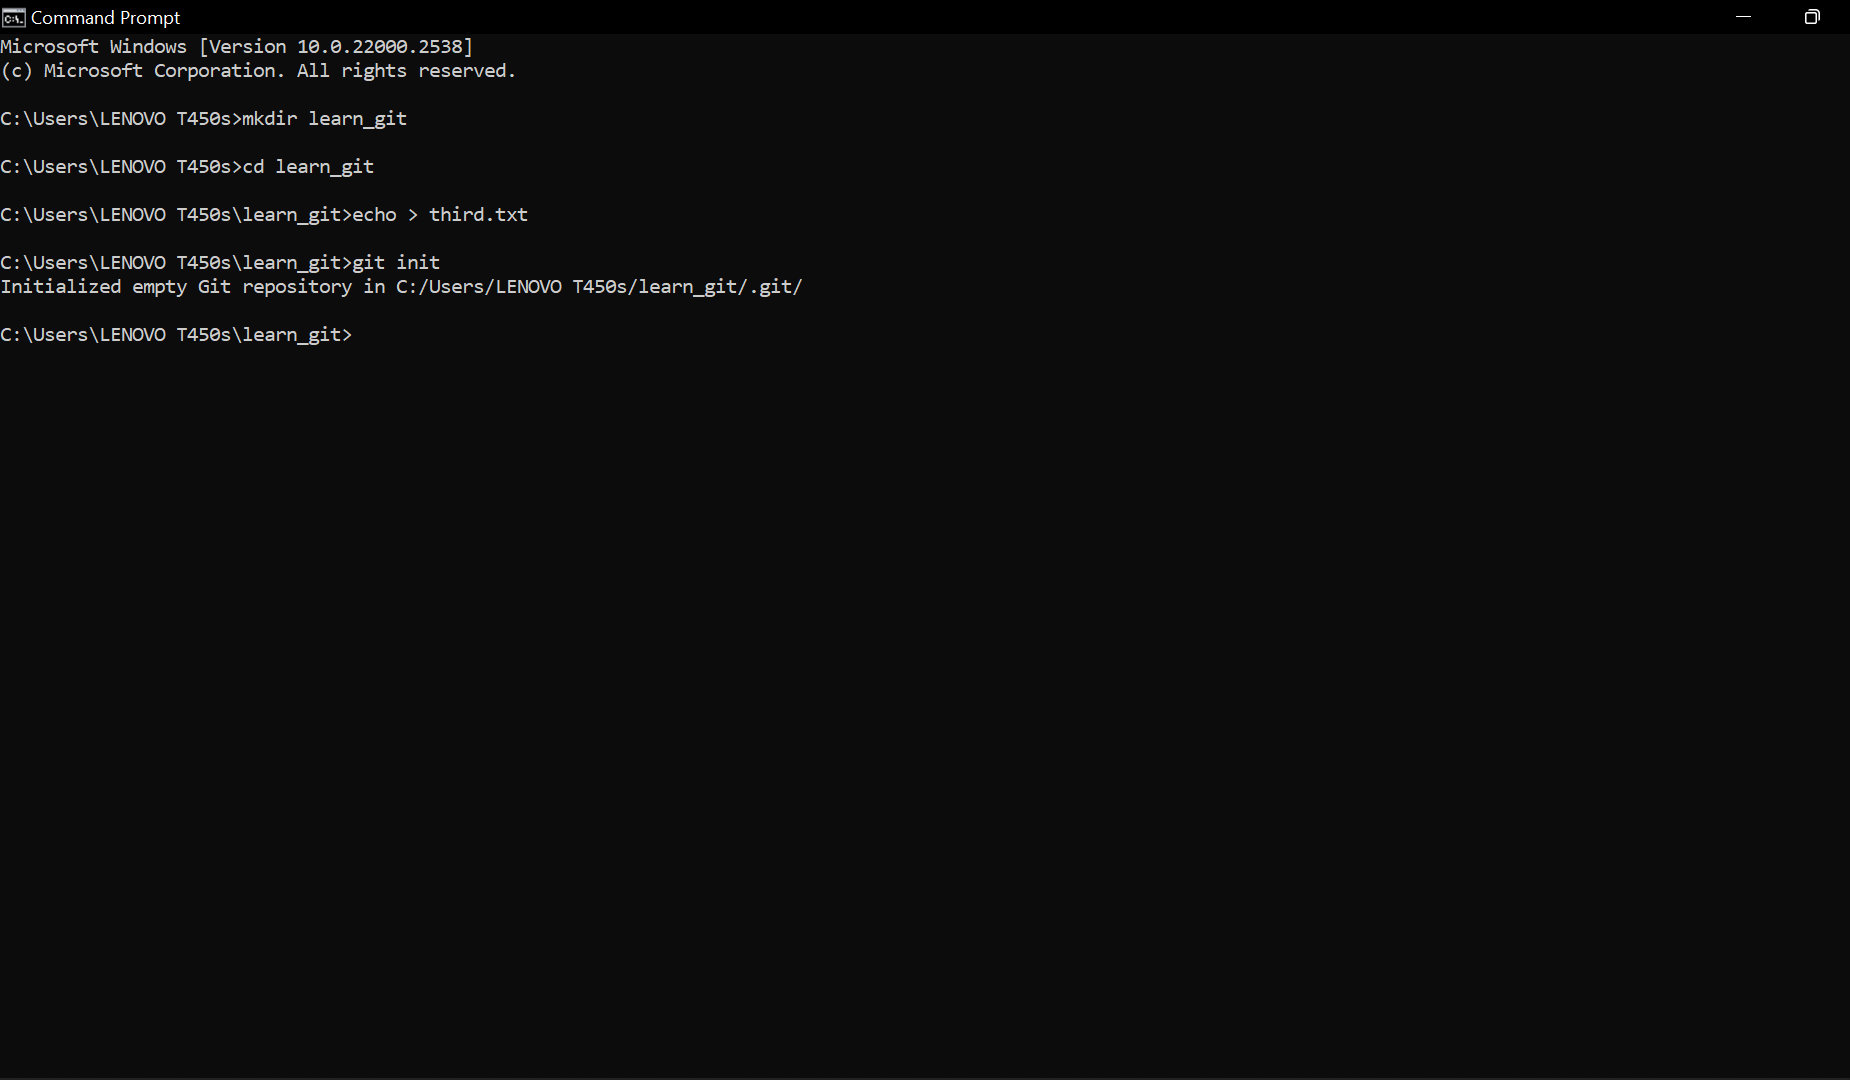 Command Prompt
Microsoft Windows [Version 10.0.22000.2538]
(c) Microsoft Corporation. All rights reserved.
C:\Users\LENOVO T450s>mkdir learn_git
C:\Users\LENOVO T450s>cd learn_git
C:\Users\LENOVO T450s\learn_git>echo > third.txt
C:\Users\LENOVO T450s\learn_git>git init
Initialized empty Git repository in C:/Users/LENOVO T450s/learn_git/.git/
C:\Users\LENOVO T450s\learn_git>